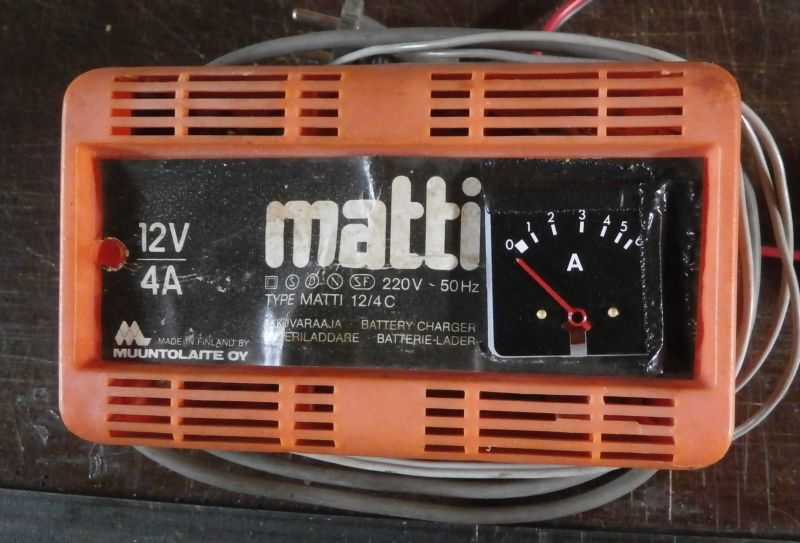 12V
4A
matti
S D N SF 220V ~ 50Hz
TYPE MATTI 12/4C
BATTERY CHARGER
BATTERIE-LADER
MADE IN FINLAND BY
MUUNTOLAITE OY
0 1 2 3 4 5 6
A